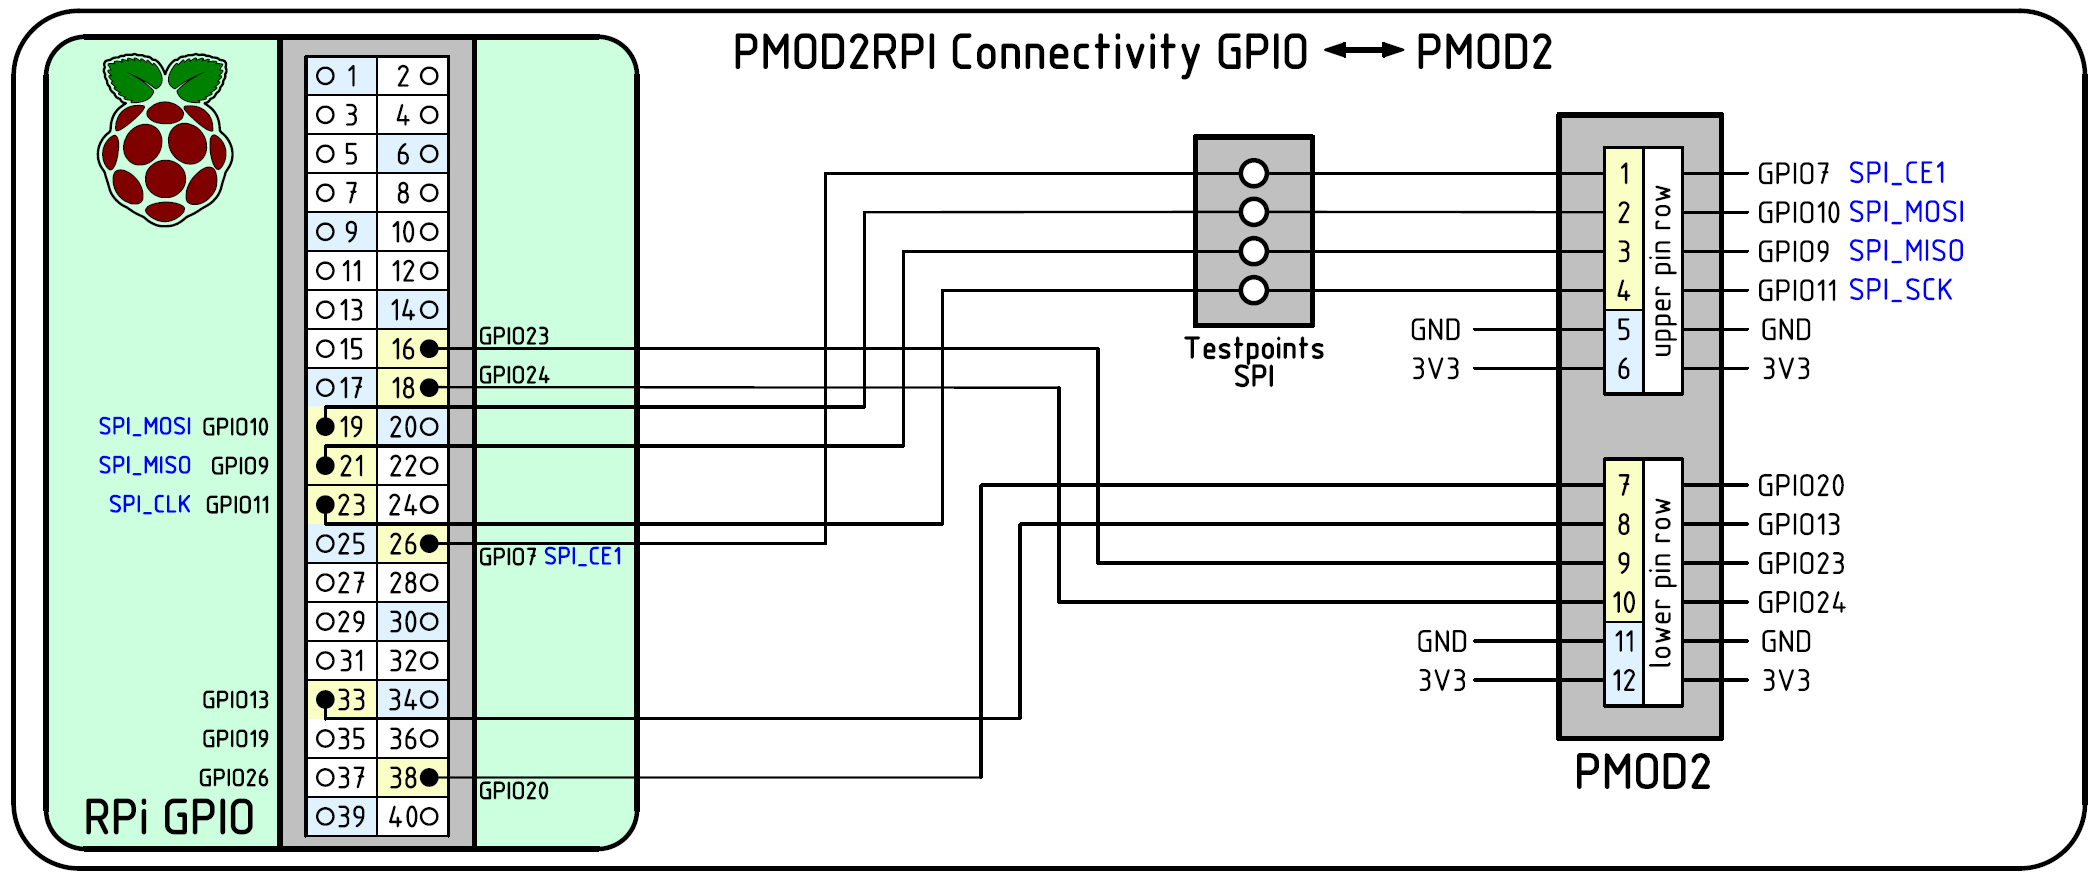 PMOD2RPI Connectivity GPIO PMOD2
1 2
3 4
5 6
7 8
9 10
11 12
13 14
15 16 GPIO23
17 18 GPIO24
SPI_MOSI GPIO10 19 20
SPI_MISO GPIO9 21 22
SPI_CLK GPIO11 23 24
25 26 GPIO7 SPI_CE1
27 28
29 30
31 32
GPIO13 33 34
GPIO19 35 36
GPIO26 37 38 GPIO20
39 40
RPi GPIO
Testpoints
SPI
1 GPIO7 SPI_CE1
2 GPIO10 SPI_MOSI
3 GPIO9 SPI_MISO
4 GPIO11 SPI_SCK
GND 5 GND
3V3 6 3V3
upper pin row
7 GPIO20
8 GPIO13
9 GPIO23
10 GPIO24
GND 11 GND
3V3 12 3V3
lower pin row
PMOD2